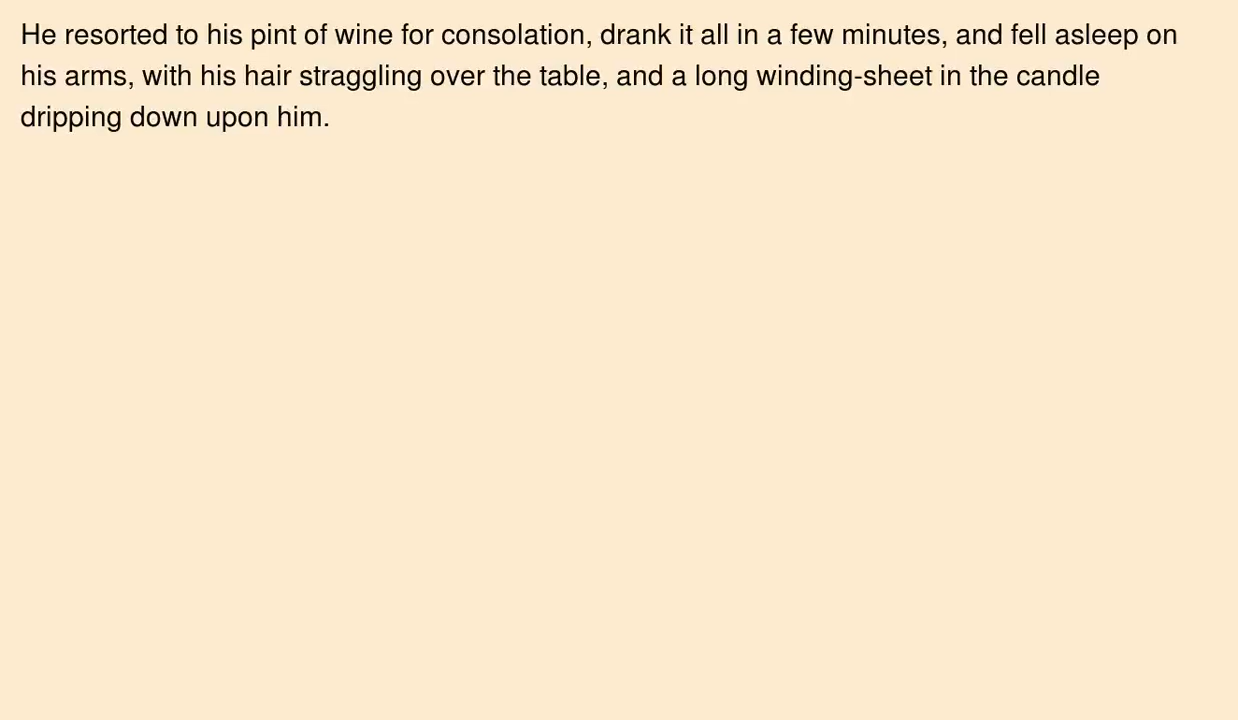 He resorted to his pint of wine for consolation, drank it all in a few minutes, and fell asleep on
his arms, with his hair straggling over the table, and a long winding-sheet in the candle
dripping down upon him.